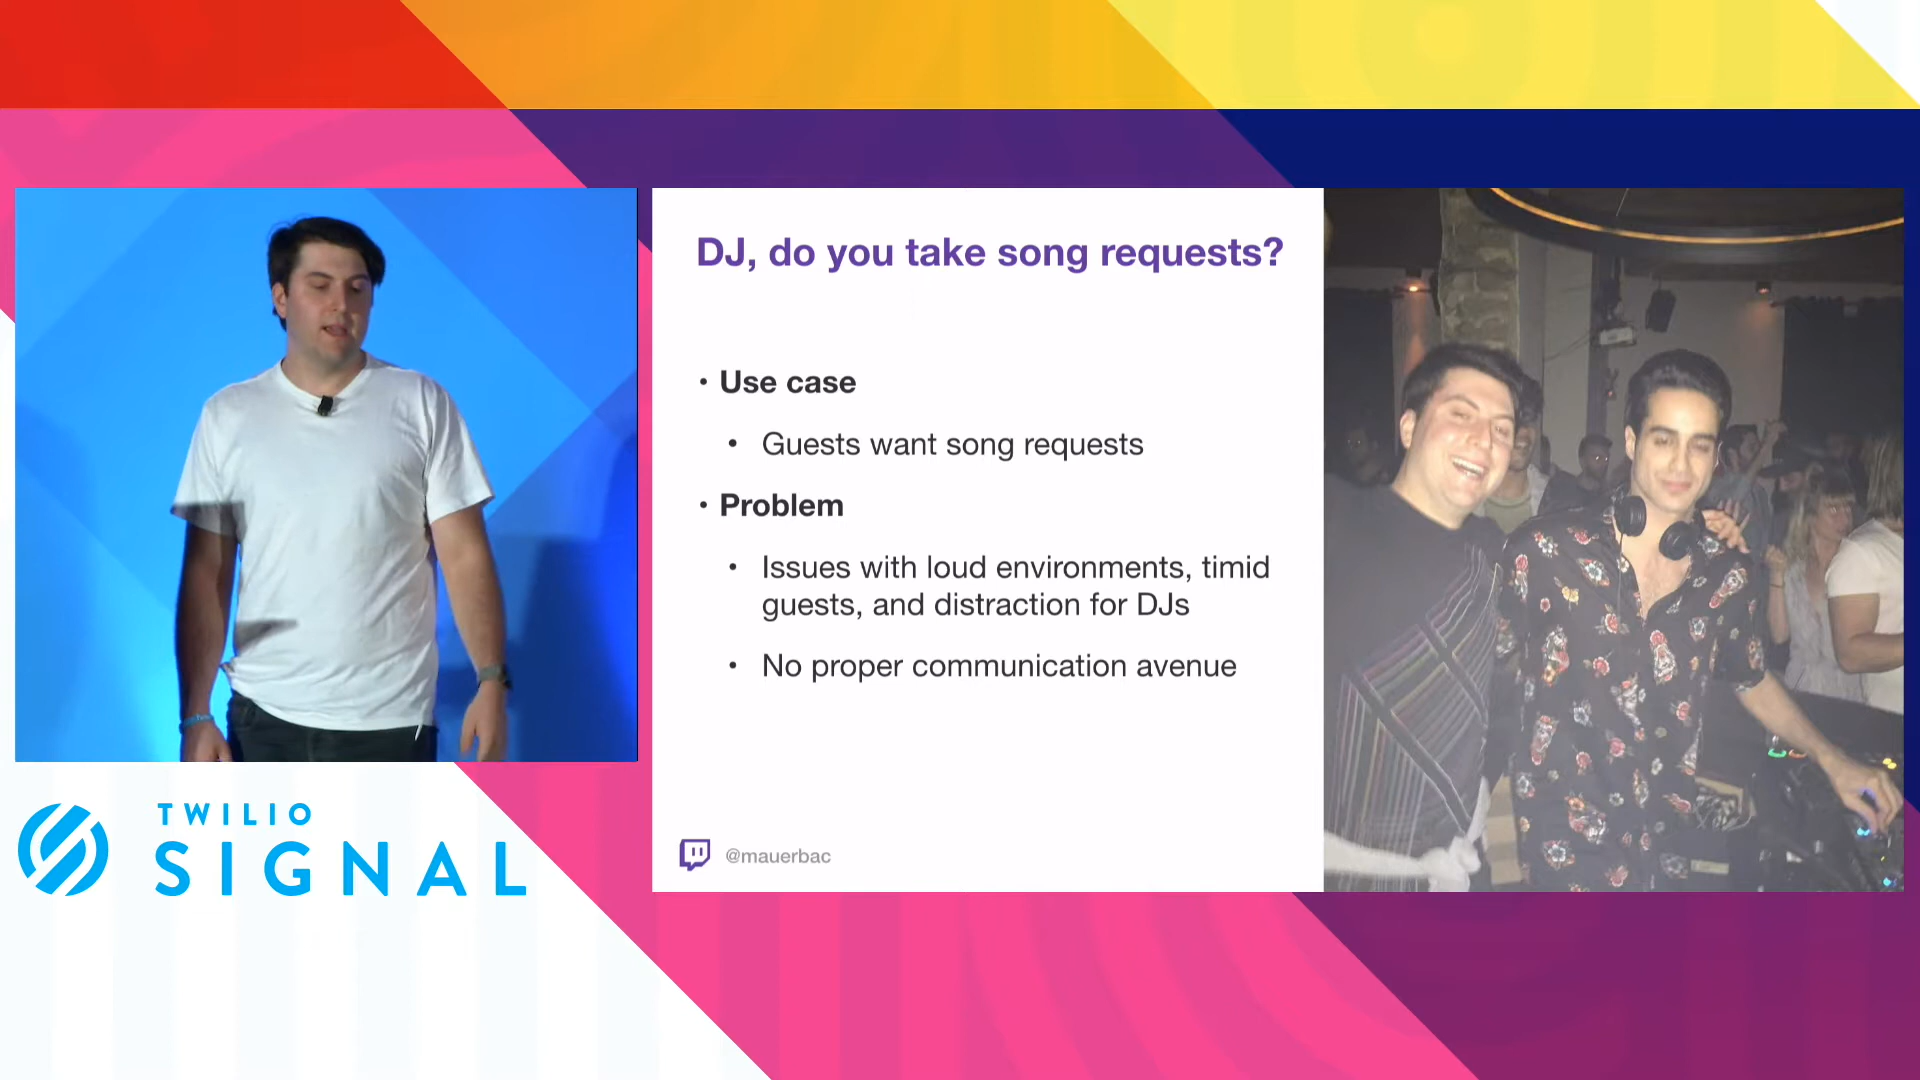 DJ, do you take song requests?
• Use case
• Guests want song requests
• Problem
• Issues with loud environments, timid
guests, and distraction for DJs
• No proper communication avenue
@mauerbac
TWILIO
SIGNAL